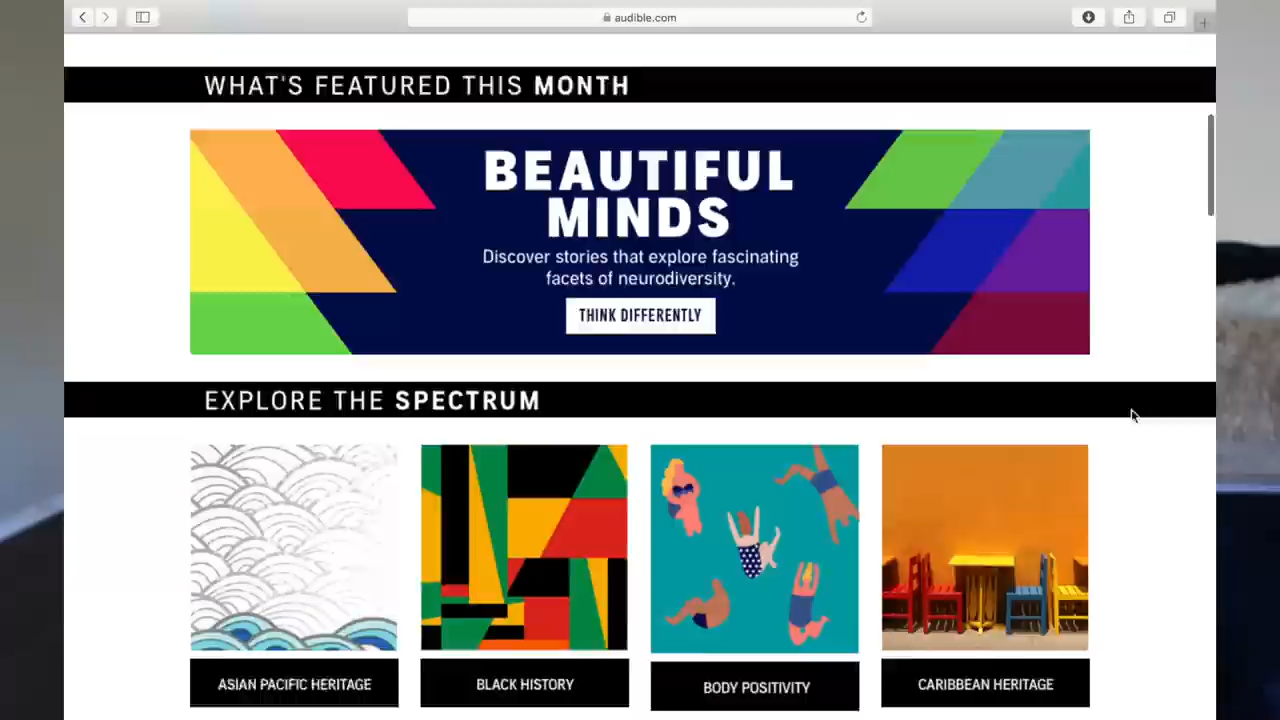 audible.com
WHAT'S FEATURED THIS MONTH
BEAUTIFUL
MINDS
Discover stories that explore fascinating
facets of neurodiversity.
THINK DIFFERENTLY
EXPLORE THE SPECTRUM
ASIAN PACIFIC HERITAGE
BLACK HISTORY
BODY POSITIVITY
CARIBBEAN HERITAGE